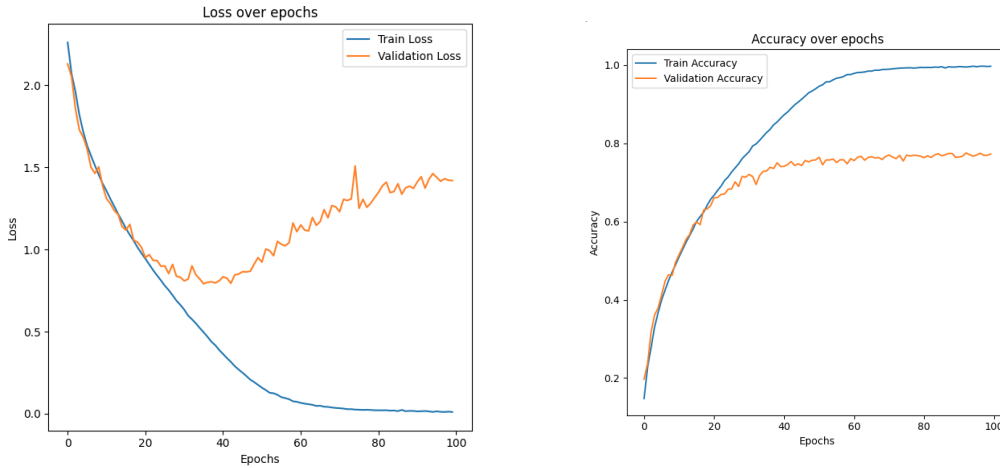 Loss over epochs
Train Loss
Validation Loss
2.0
1.5
1.0
0.5
0.0
Loss
0 20 40 60 80 100
Epochs
Accuracy over epochs
Train Accuracy
Validation Accuracy
1.0
0.8
0.6
0.4
0.2
Accuracy
0 20 40 60 80 100
Epochs